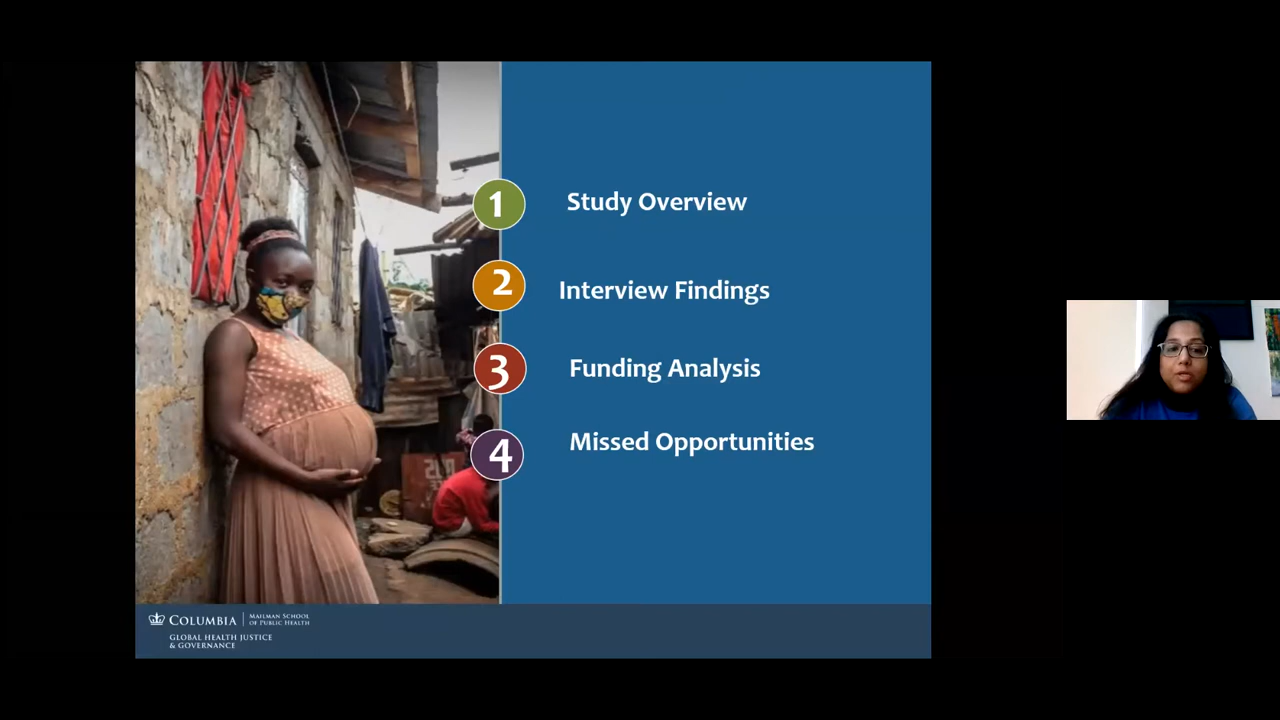 1 Study Overview
2 Interview Findings
3 Funding Analysis
4 Missed Opportunities
COLUMBIA | MAILMAN SCHOOL
OF PUBLIC HEALTH
GLOBAL HEALTH JUSTICE
& GOVERNANCE